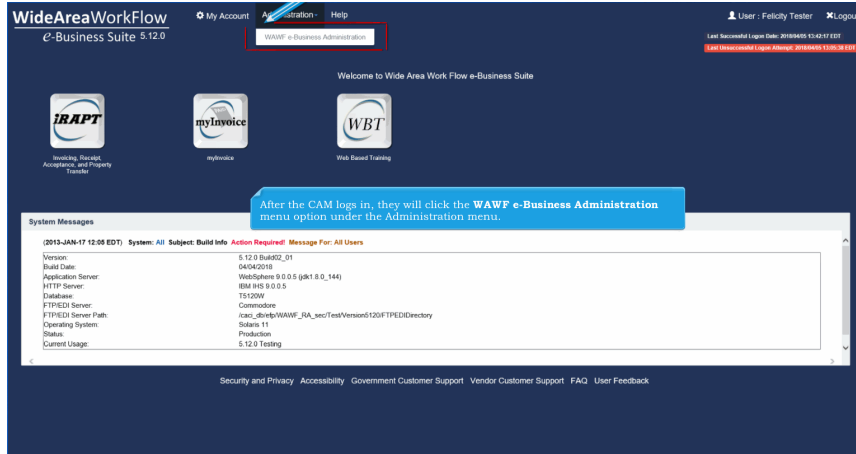 WideAreaWorkFlow
e-Business Suite 5.12.0
My Account Administration Help
User : Felicity Tester Logout
WAWF e-Business Administration
Last Successful Logon Date: 2018/04/05 13:42:17 EDT
Last Unsuccessful Logon Attempt: 2018/04/05 13:05:38 EDT
Welcome to Wide Area Work Flow e-Business Suite
iRAPT
myInvoice
WBT
Invoicing, Receipt,
Acceptance, and Property
Transfer
myInvoice
Web Based Training
After the CAM logs in, they will click the WAWF e-Business Administration
menu option under the Administration menu.
System Messages
(2013-JAN-17 12:05 EDT) System: All Subject: Build Info Action Required! Message For: All Users
Version: 5.12.0 Build02_01
Build Date: 04/04/2018
Application Server: WebSphere 9.0.0.5 (jdk1.8.0_144)
HTTP Server: IBM IHS 9.0.0.5
Database: T5120W
FTP/EDI Server: Commodore
FTP/EDI Server Path: /caci_db/efp/WAWF_RA_sec/Test/Version5120/FTPEDIDirectory
Operating System: Solaris 11
Status: Production
Current Usage: 5.12.0 Testing
Security and Privacy Accessibility Government Customer Support Vendor Customer Support FAQ User Feedback